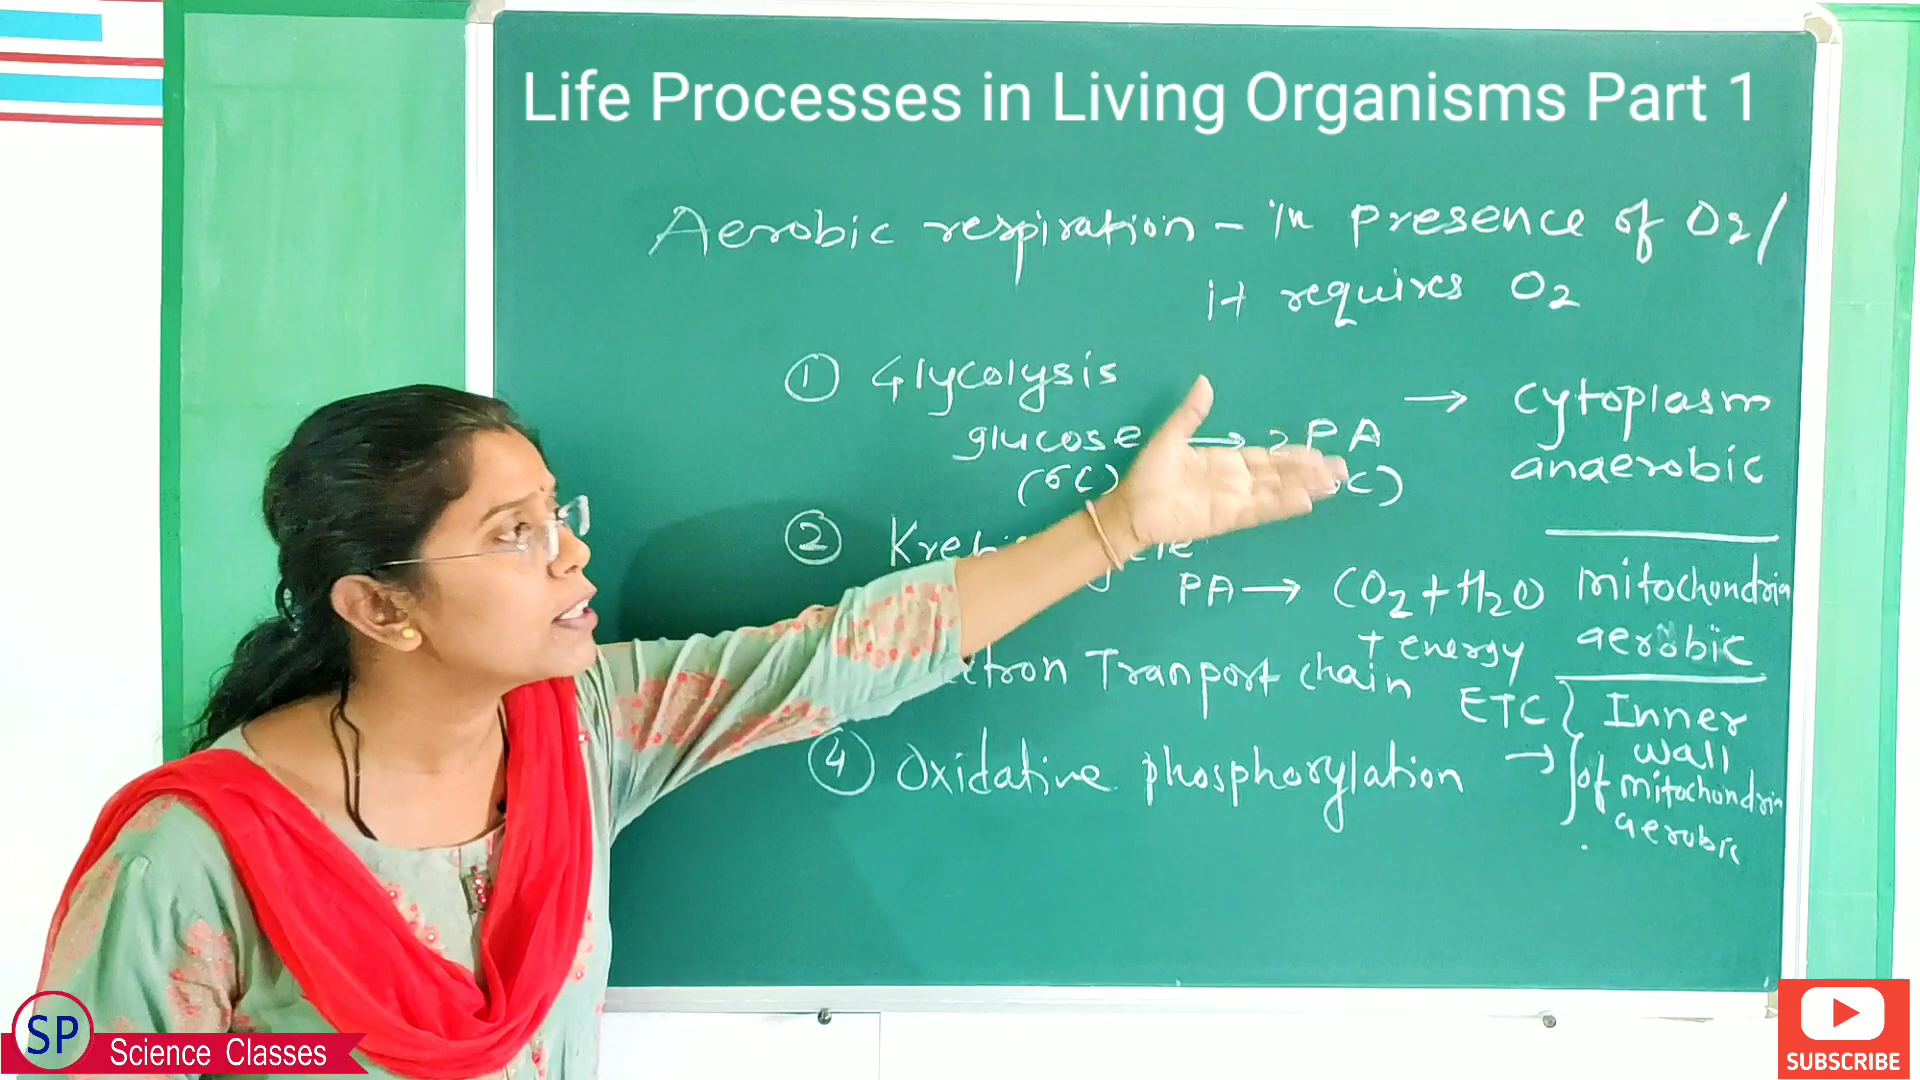 Life Processes in Living Organisms Part 1
Aerobic respiration - in presence of O2/
it requires O2
① Glycolysis
glucose → 2 PA → cytoplasm
(6C) C) anaerobic
②
PA → CO2 + H2O mitochondria
+ energy aerobic
Tranport chain ETC } Inner
④ Oxidative phosphorylation → wall
of mitochondria
aerobic
SP Science Classes
SUBSCRIBE